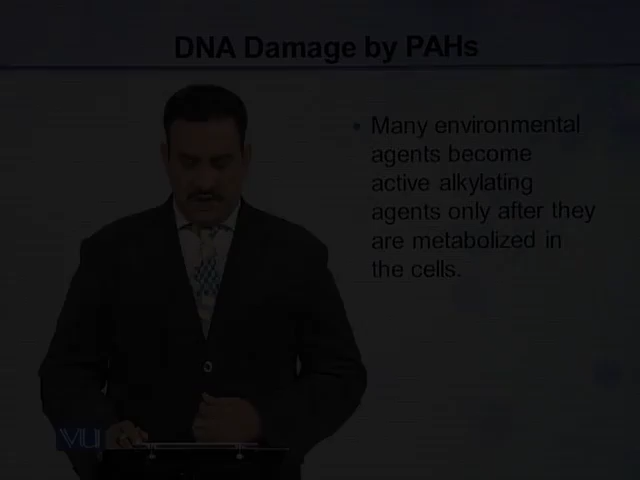 DNA Damage by PAHs
• Many environmental
agents become
active alkylating
agents only after they
are metabolized in
the cells.
VU